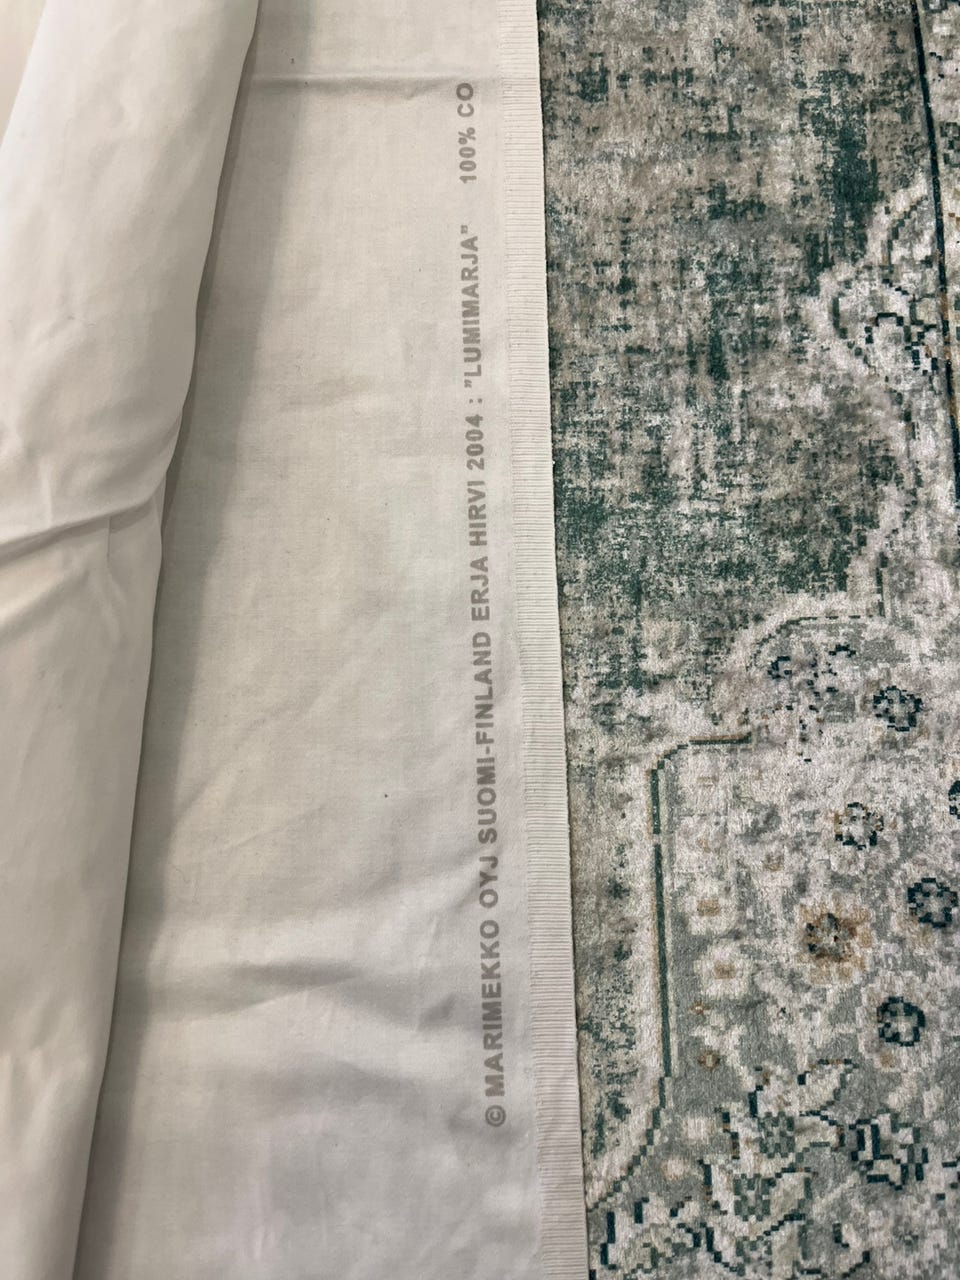 © MARIMEKKO OYJ SUOMI-FINLAND ERJA HIRVI 2004 : "LUMIMARJA" 100% CO